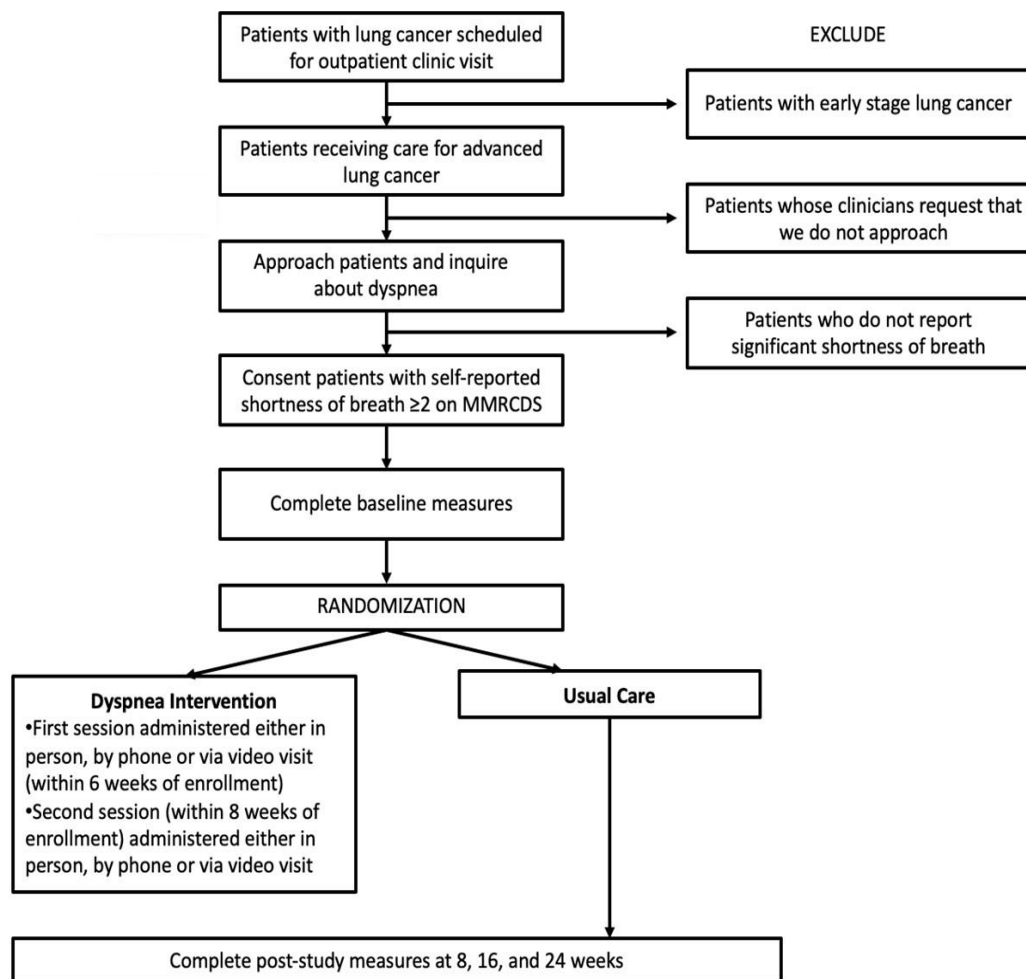 Patients with lung cancer scheduled
for outpatient clinic visit
EXCLUDE
Patients with early stage lung cancer
Patients receiving care for advanced
lung cancer
Patients whose clinicians request that
we do not approach
Approach patients and inquire
about dyspnea
Patients who do not report
significant shortness of breath
Consent patients with self-reported
shortness of breath ≥2 on MMRCDS
Complete baseline measures
RANDOMIZATION
Dyspnea Intervention
•First session administered either in
person, by phone or via video visit
(within 6 weeks of enrollment)
•Second session (within 8 weeks of
enrollment) administered either in
person, by phone or via video visit
Usual Care
Complete post-study measures at 8, 16, and 24 weeks